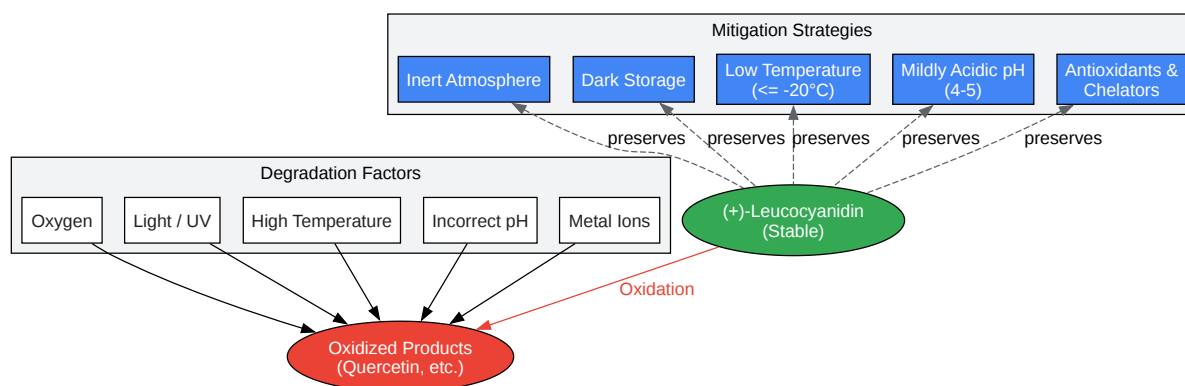 Mitigation Strategies
Inert Atmosphere
Dark Storage
Low Temperature
(<= -20°C)
Mildly Acidic pH
(4-5)
Antioxidants &
Chelators
preserves
preserves
preserves
preserves
preserves
Degradation Factors
Oxygen
Light / UV
High Temperature
Incorrect pH
Metal Ions
(+)-Leucocyanidin
(Stable)
Oxidation
Oxidized Products
(Quercetin, etc.)